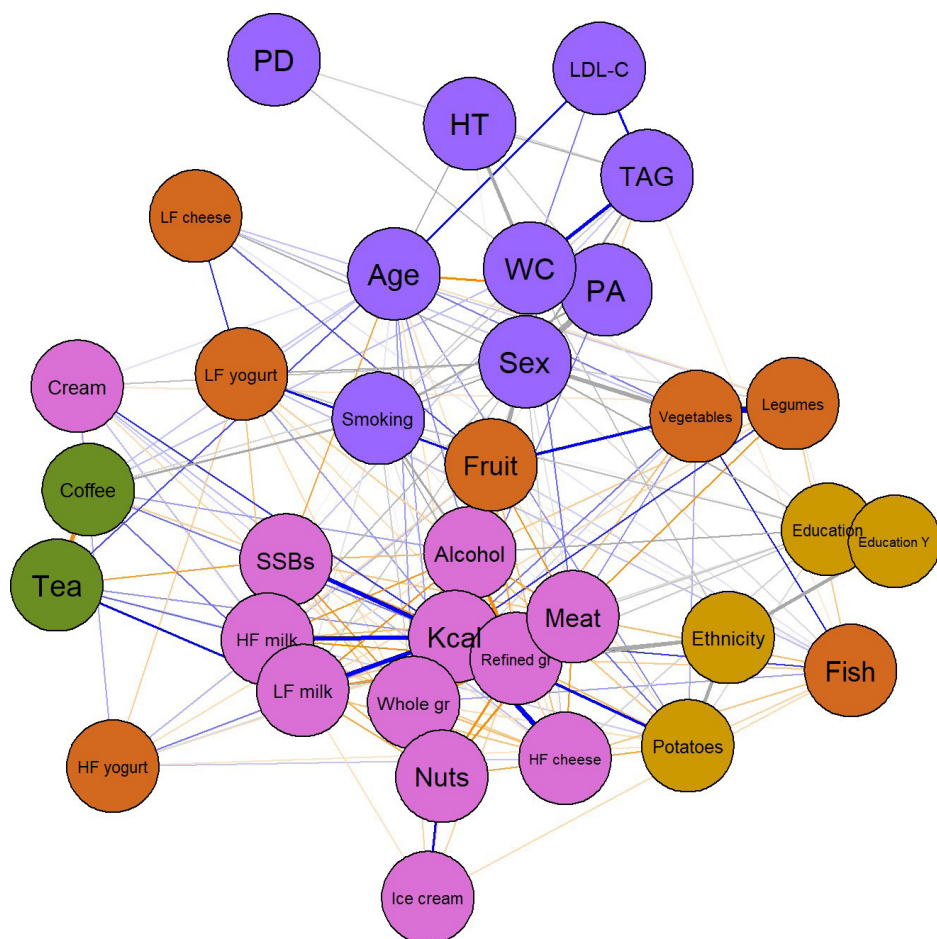 PD
LDL-C
HT
TAG
LF cheese
Age
WC
PA
Sex
Cream
LF yogurt
Smoking
Vegetables
Legumes
Fruit
Coffee
Education
Education Y
SSBs
Alcohol
Tea
Meat
HF milk
Kcal
Refined gr
Ethnicity
Fish
LF milk
Whole gr
Potatoes
HF yogurt
Nuts
HF cheese
Ice cream